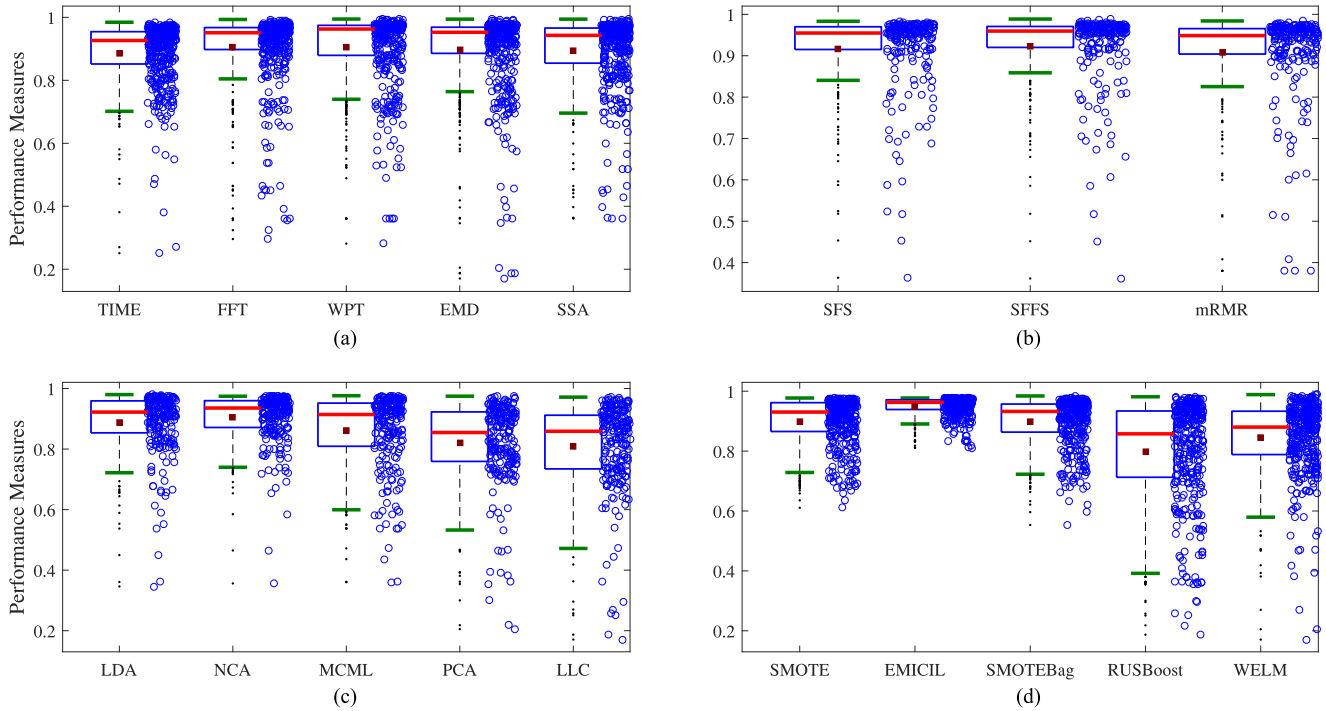 Performance Measures
1
0.8
0.6
0.4
0.2
TIME FFT WPT EMD SSA
(a)
1
0.9
0.8
0.7
0.6
0.5
0.4
SFS SFFS mRMR
(b)
Performance Measures
1
0.8
0.6
0.4
0.2
LDA NCA MCML PCA LLC
(c)
1
0.8
0.6
0.4
0.2
SMOTE EMICIL SMOTEBag RUSBoost WELM
(d)